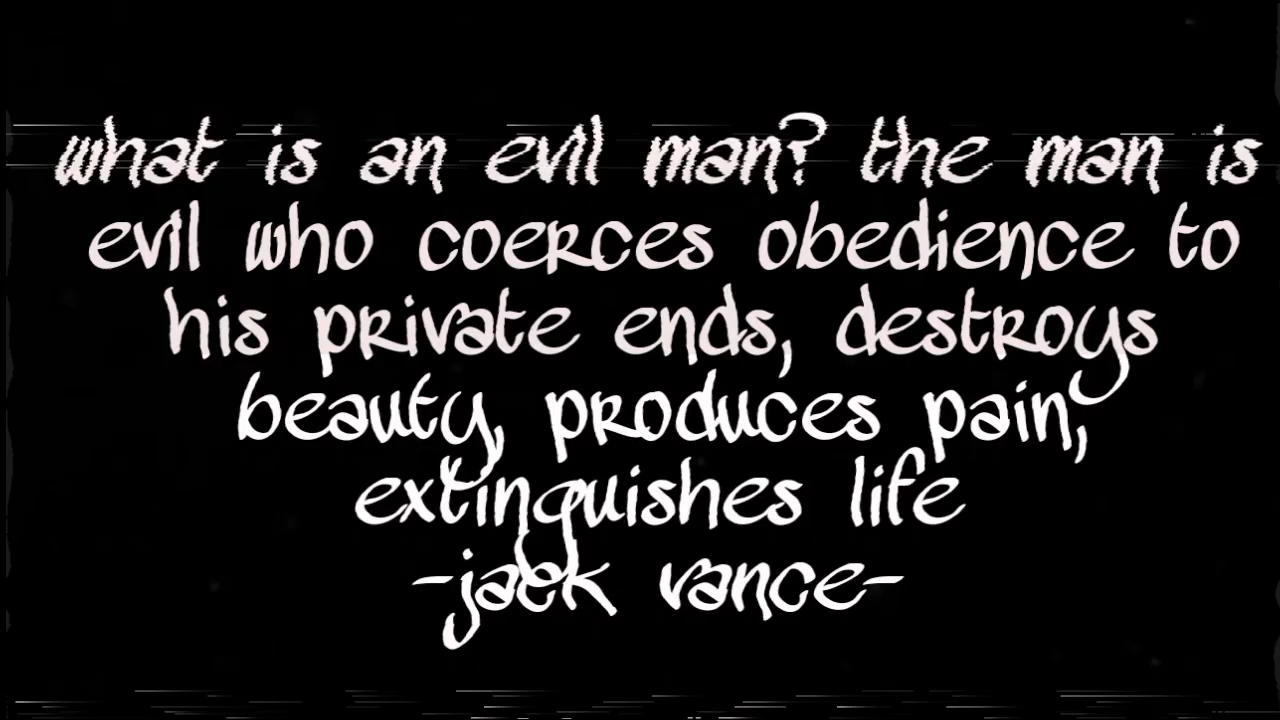 what is an evil man? the man is
evil who coerces obedience to
his private ends, destroys
beauty, produces pain,
extinguishes life
-jack vance-